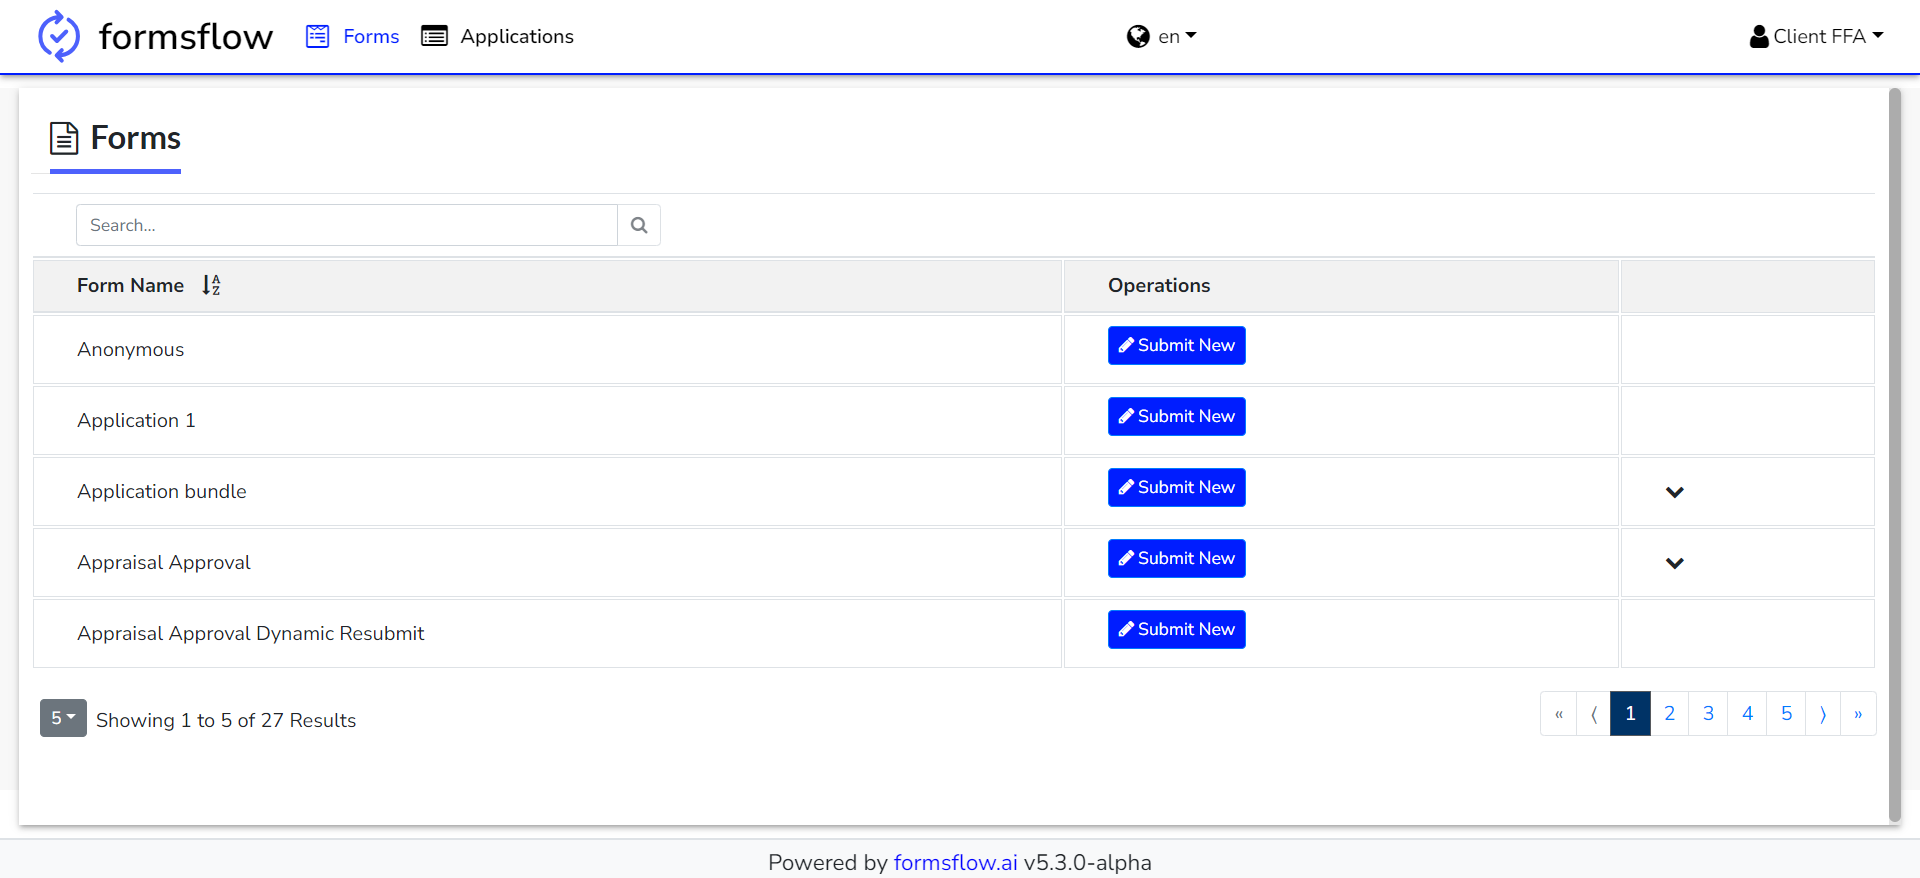 formsflow Forms Applications en Client FFA
Forms
Search...
Form Name Operations
Anonymous Submit New
Application 1 Submit New
Application bundle Submit New
Appraisal Approval Submit New
Appraisal Approval Dynamic Resubmit Submit New
5 Showing 1 to 5 of 27 Results « ⟨ 1 2 3 4 5 ⟩ »
Powered by formsflow.ai v5.3.0-alpha